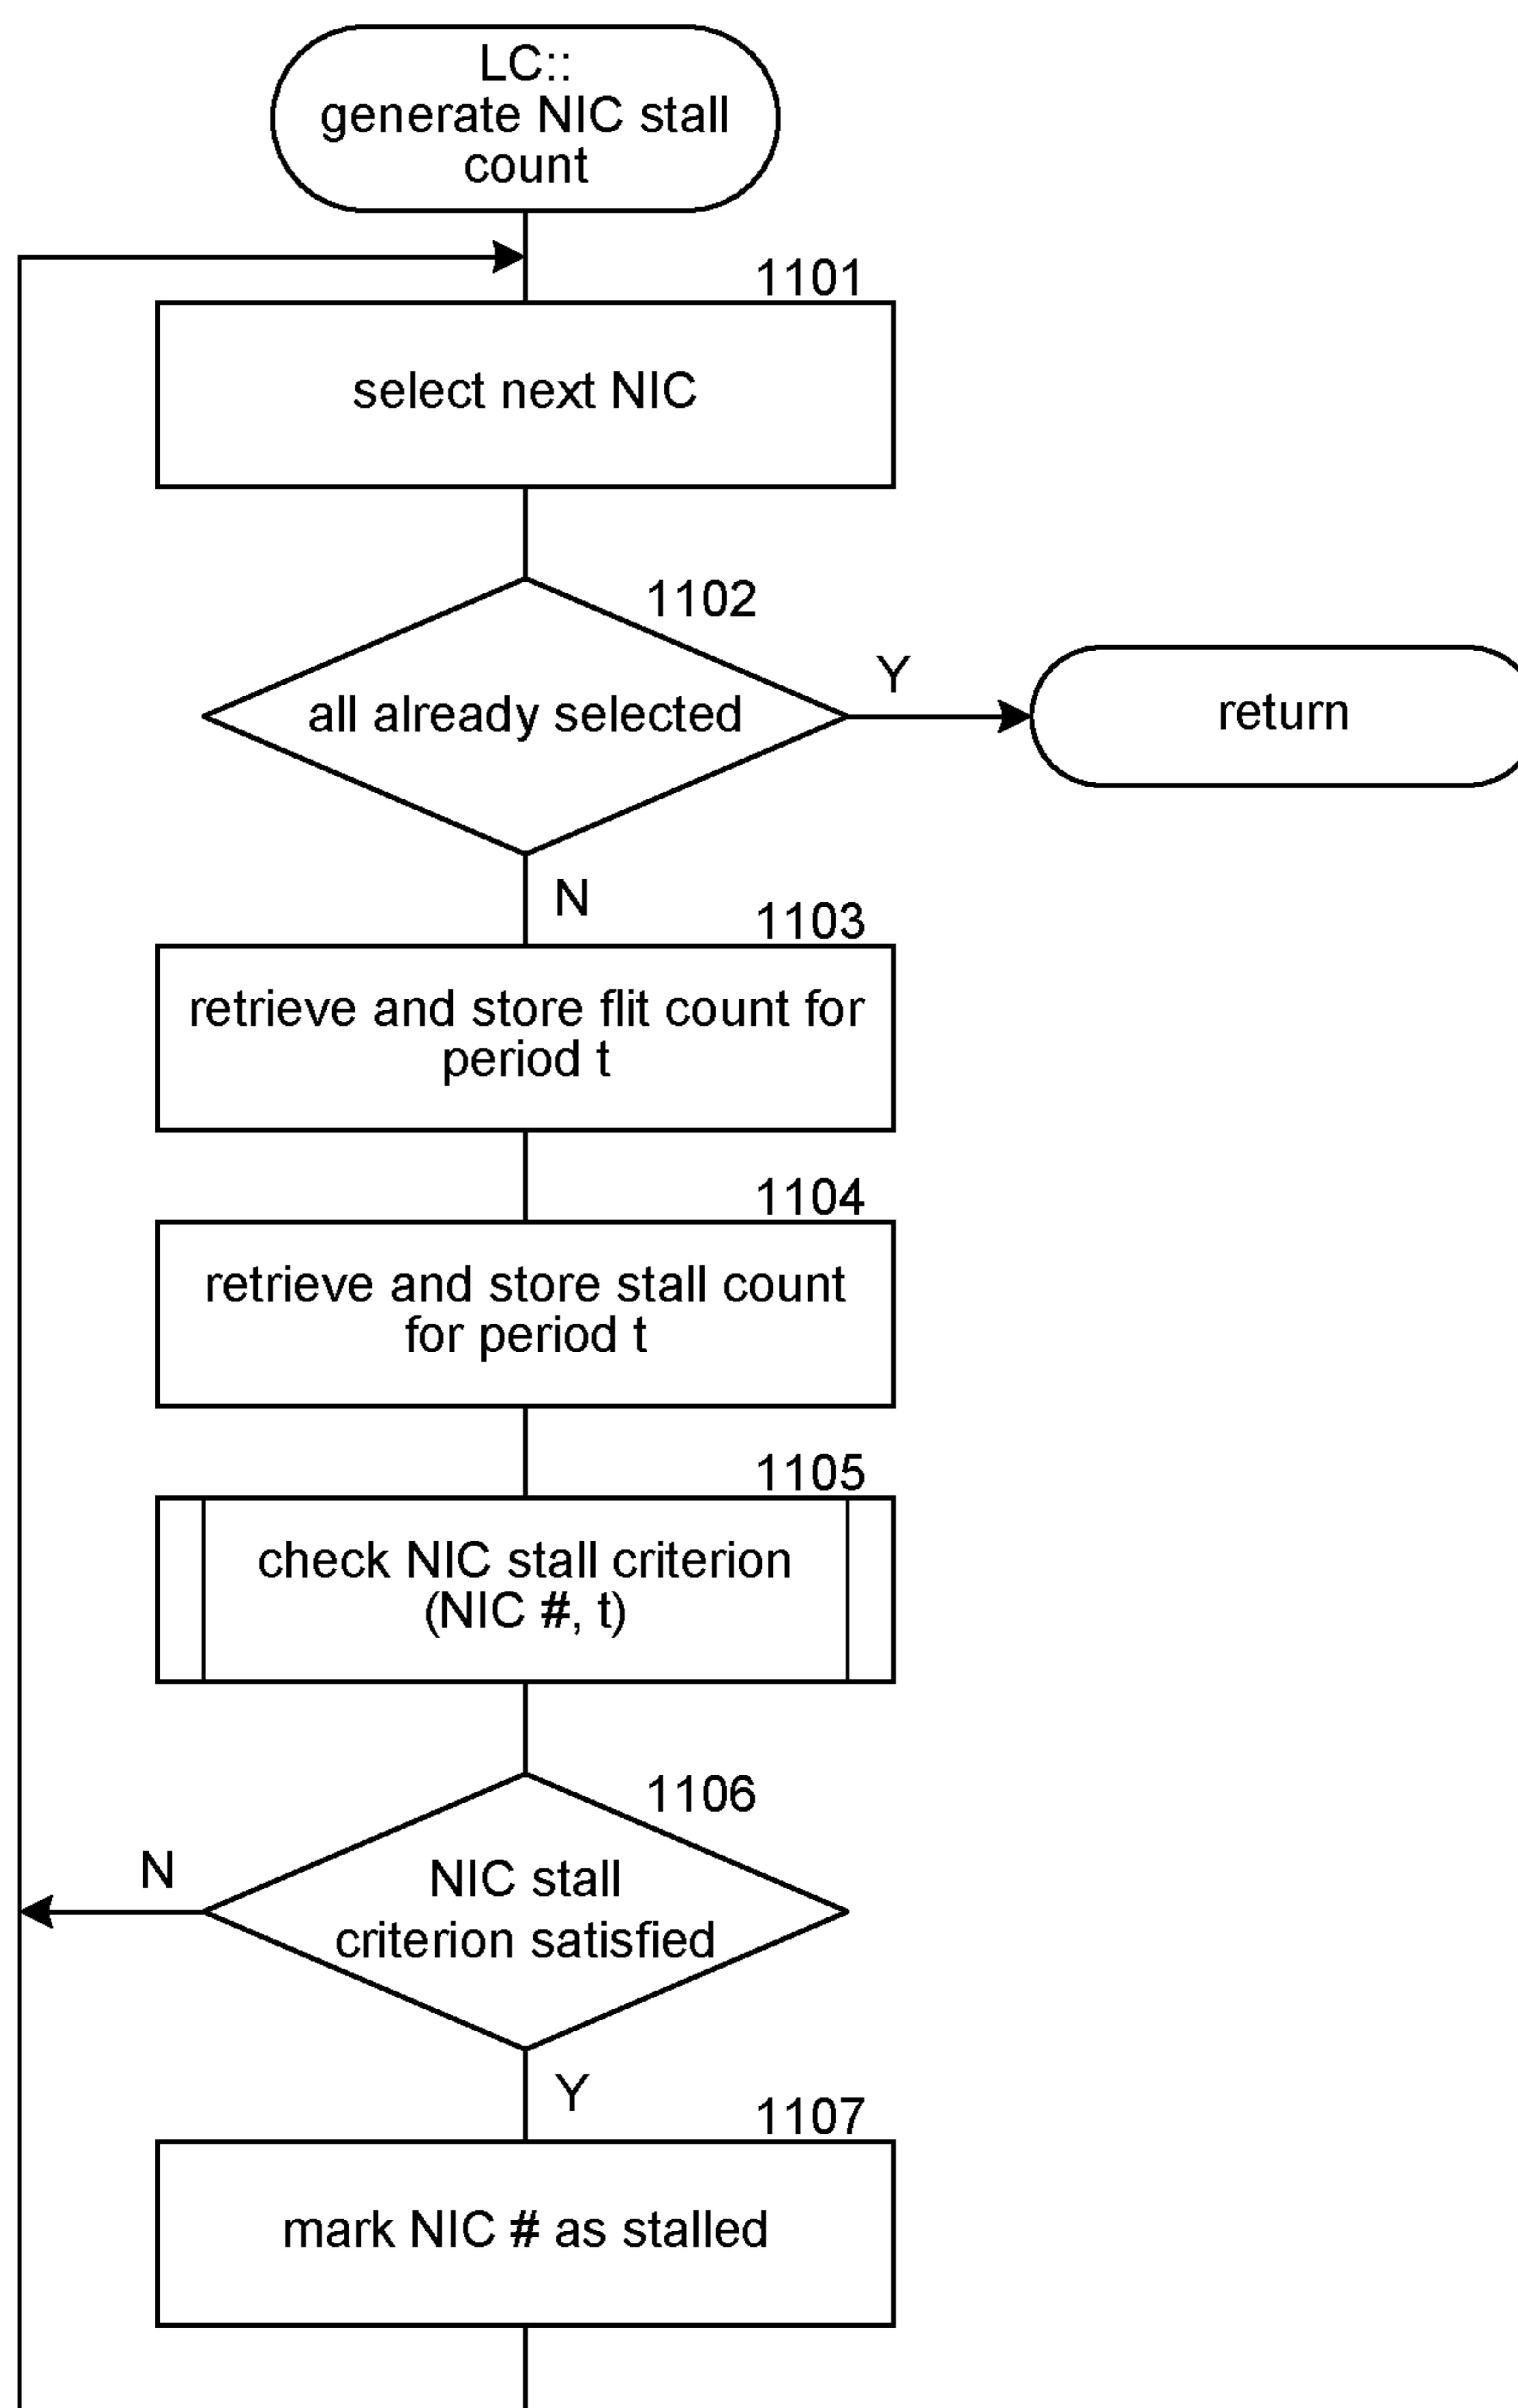 LC::
generate NIC stall
count
1101
select next NIC
1102
all already selected
Y
return
N
1103
retrieve and store flit count for
period t
1104
retrieve and store stall count
for period t
1105
check NIC stall criterion
(NIC #, t)
1106
N
NIC stall
criterion satisfied
Y
1107
mark NIC # as stalled